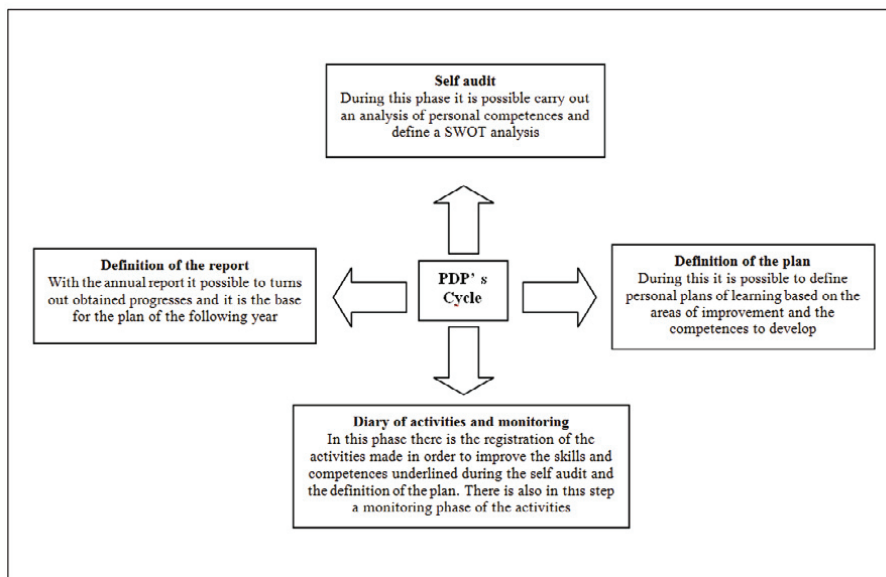 Self audit
During this phase it is possible carry out
an analysis of personal competences and
define a SWOT analysis
Definition of the report
With the annual report it possible to turns
out obtained progresses and it is the base
for the plan of the following year
PDP' s
Cycle
Definition of the plan
During this it is possible to define
personal plans of learning based on the
areas of improvement and the
competences to develop
Diary of activities and monitoring
In this phase there is the registration of the
activities made in order to improve the skills and
competences underlined during the self audit and
the definition of the plan. There is also in this step
a monitoring phase of the activities